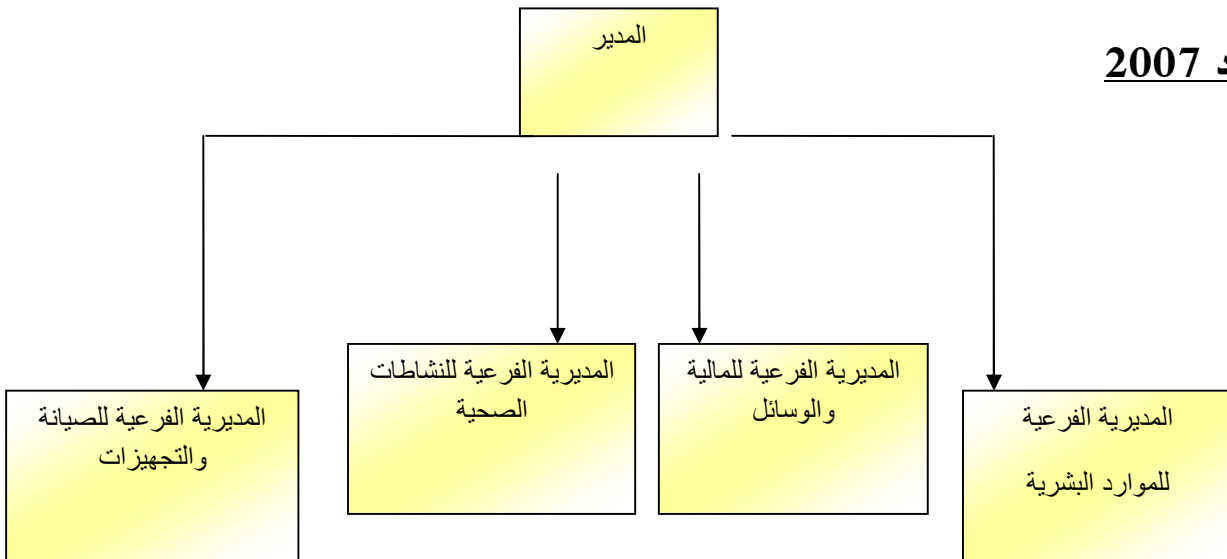 المدير
2007
المديرية الفرعية
للموارد البشرية
المديرية الفرعية للمالية
والوسائل
المديرية الفرعية للنشاطات
الصحية
المديرية الفرعية للصيانة
والتجهيزات